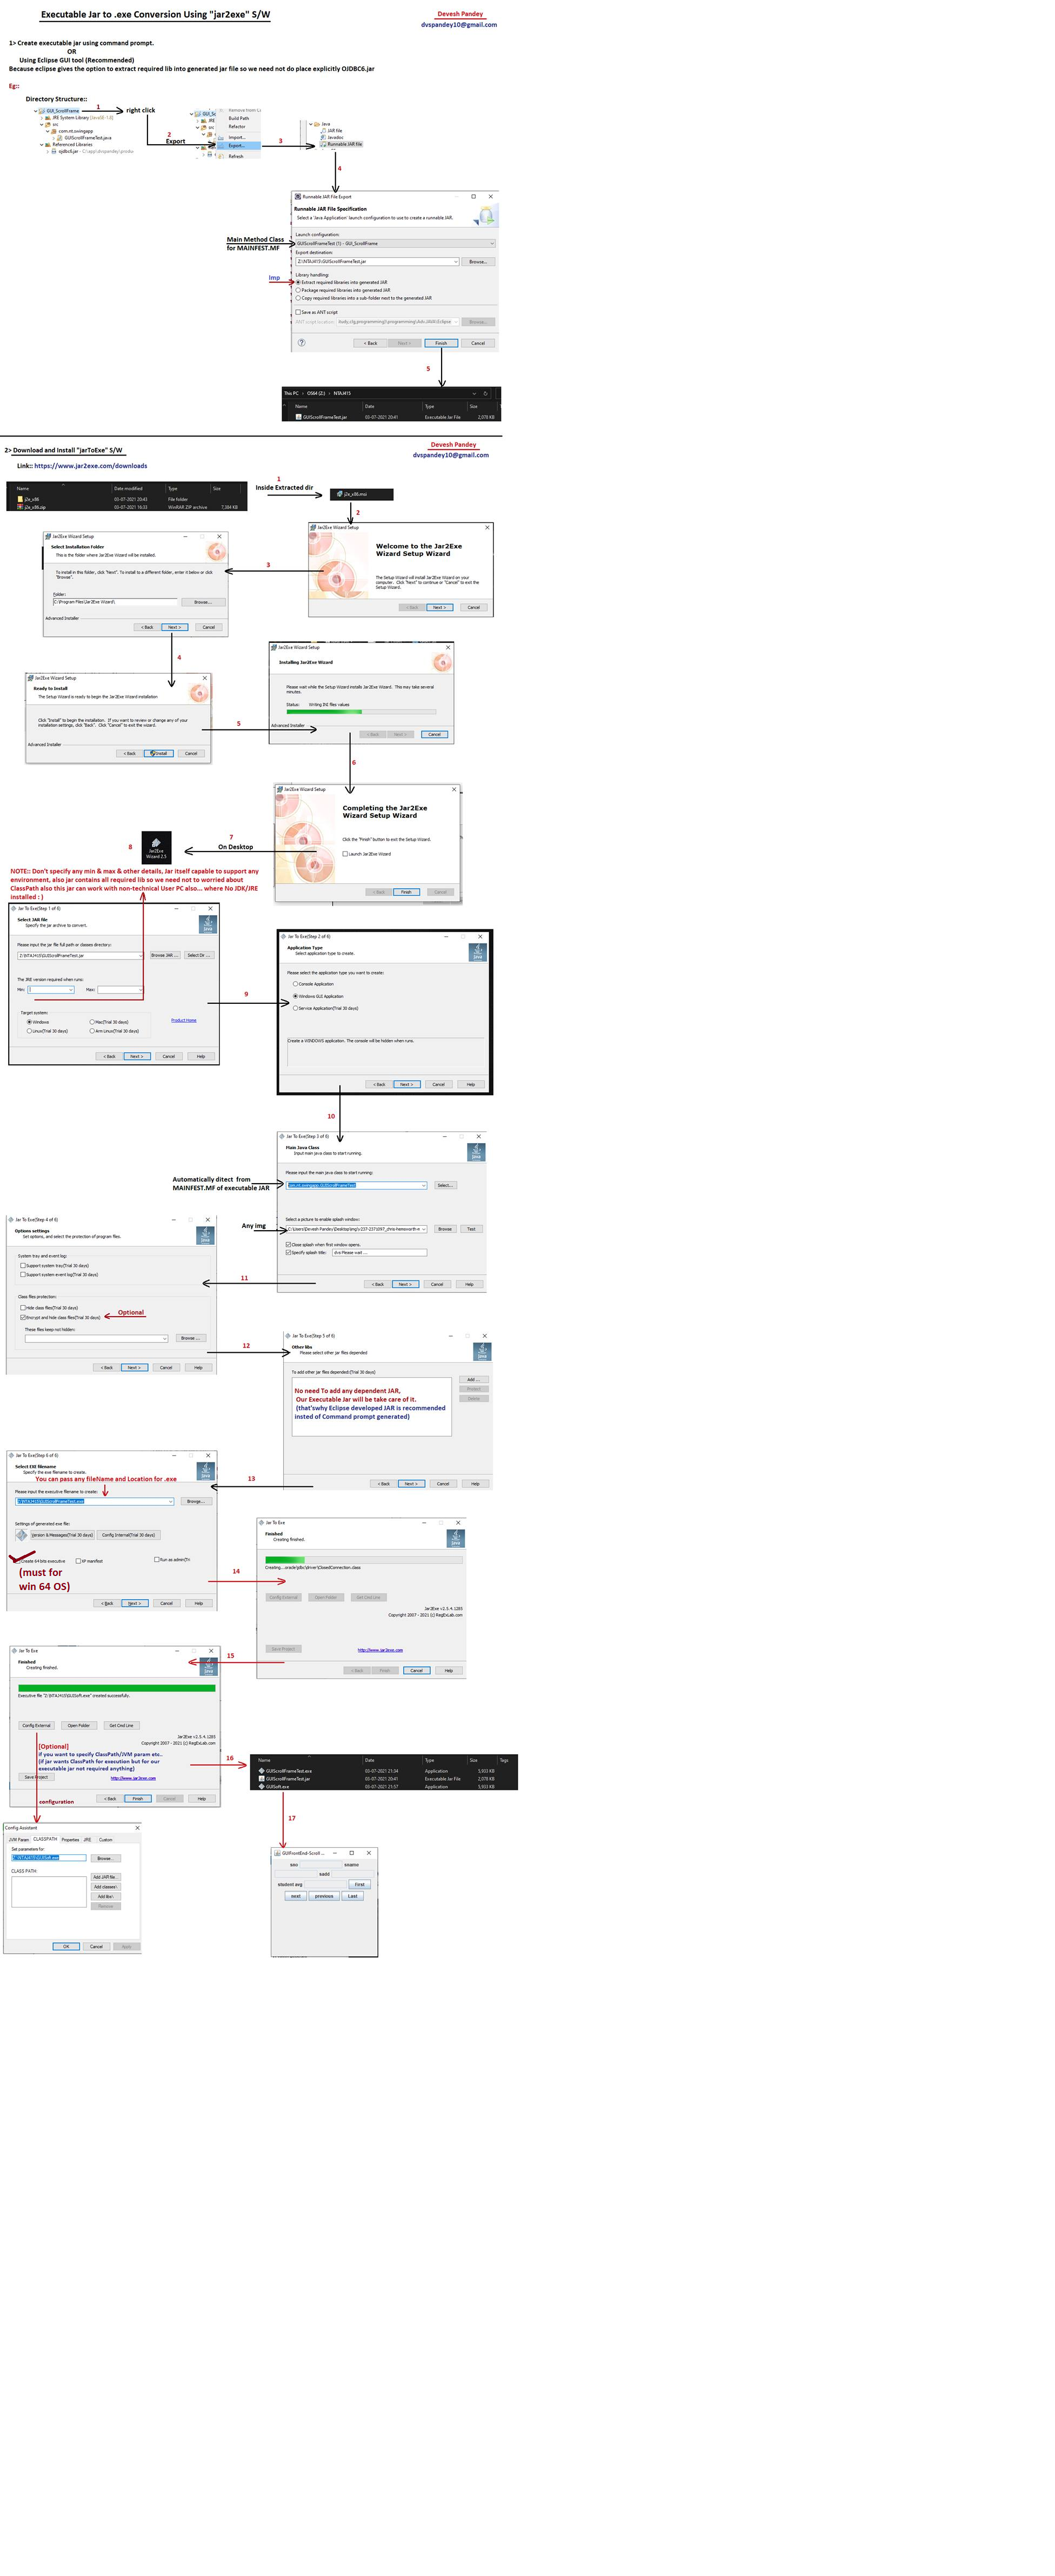 Executable Jar to .exe Conversion Using "jar2exe" S/W
Devesh Pandey
dvspandey10@gmail.com
1> Create executable jar using command prompt.
OR
Using Eclipse GUI tool (Recommended)
Because eclipse gives the option to extract required lib into generated jar file so we need not do place explicitly OJDBC6.jar
Eg::
Directory Structure::
GUI_ScrollFrame
JRE System Library [JavaSE-1.8]
src
com.nt.swingapp
GUIScrollFrameTest.java
Referenced Libraries
1
right click
2
Export
Build Path
Refactor
Import...
Export...
Refresh
3
Java
JAR file
Javadoc
Runnable JAR file
4
Runnable JAR File Export
Runnable JAR File Specification
Select a 'Java Application' launch configuration to use to create a runnable JAR.
Launch configuration:
Main Method Class
for MAINFEST.MF
GUIScrollFrameTest (1) - GUI_ScrollFrame
Export destination:
Z:\NTAJ415\GUIScrollFrameTest.jar
Browse...
Library handling:
Imp
Extract required libraries into generated JAR
Package required libraries into generated JAR
Copy required libraries into a sub-folder next to the generated JAR
Save as ANT script
ANT script location:
Browse...
< Back
Next >
Finish
Cancel
5
This PC > OS64 (Z:) > NTAJ415
Name Date Type Size
GUIScrollFrameTest.jar 03-07-2021 20:41 Executable Jar File 2,078 KB
2> Download and Install "jarToExe" S/W
Devesh Pandey
dvspandey10@gmail.com
Link:: https://www.jar2exe.com/downloads
Name Date modified Type Size
j2e_x86 03-07-2021 20:43 File folder
j2e_x86.zip 03-07-2021 16:33 WinRAR ZIP archive 7,384 KB
1
Inside Extracted dir
j2e_x86.msi
2
Jar2Exe Wizard Setup
Welcome to the Jar2Exe
Wizard Setup Wizard
The Setup Wizard will install Jar2Exe Wizard on your
computer. Click "Next" to continue or "Cancel" to exit the
Setup Wizard.
< Back
Next >
Cancel
3
Jar2Exe Wizard Setup
Select Installation Folder
This is the folder where Jar2Exe Wizard will be installed.
To install in this folder, click "Next". To install to a different folder, enter it below or click
"Browse".
Folder:
C:\Program Files\Jar2Exe Wizard\
Browse...
Advanced Installer
< Back
Next >
Cancel
4
Jar2Exe Wizard Setup
Ready to Install
The Setup Wizard is ready to begin the Jar2Exe Wizard installation
Click "Install" to begin the installation. If you want to review or change any of your
installation settings, click "Back". Click "Cancel" to exit the wizard.
Advanced Installer
< Back
Install
Cancel
5
Jar2Exe Wizard Setup
Installing Jar2Exe Wizard
Please wait while the Setup Wizard installs Jar2Exe Wizard. This may take several
minutes.
Status: Writing INI files values
Advanced Installer
< Back
Next >
Cancel
6
Jar2Exe Wizard Setup
Completing the Jar2Exe
Wizard Setup Wizard
Click the "Finish" button to exit the Setup Wizard.
Launch Jar2Exe Wizard
< Back
Finish
Cancel
7
On Desktop
8
Jar2Exe
Wizard 2.5
NOTE:: Don't specify any min & max & other details, Jar itself capable to support any
environment, also jar contains all required lib so we need not to worried about
ClassPath also this jar can work with non-technical User PC also... where No JDK/JRE
installed : )
Jar To Exe(Step 1 of 6)
Select JAR file
Specify the jar archive to convert.
Please input the jar file full path or classes directory:
Z:\NTAJ415\GUIScrollFrameTest.jar
Browse JAR ...
Select Dir ...
The JRE version required when runs:
Min:
Max:
Target system:
Windows
Mac(Trial 30 days)
Linux(Trial 30 days)
Arm Linux(Trial 30 days)
Product Home
< Back
Next >
Cancel
Help
9
Jar To Exe(Step 2 of 6)
Application Type
Select application type to create.
Please select the application type you want to create:
Console Application
Windows GUI Application
Service Application(Trial 30 days)
Create a WINDOWS application. The console will be hidden when runs.
< Back
Next >
Cancel
Help
10
Jar To Exe(Step 3 of 6)
Main Java Class
Input main java class to start running.
Please input the main java class to start running:
Automatically ditect from
MAINFEST.MF of executable JAR
com.nt.swingapp.GUIScrollFrameTest
Select...
Select a picture to enable splash window:
Any img
Browse
Test
Close splash when first window opens.
Specify splash title:
Please wait ...
< Back
Next >
Cancel
Help
11
Jar To Exe(Step 4 of 6)
Options settings
Set options, and select the protection of program files.
System tray and event log:
Support system tray(Trial 30 days)
Support system event log(Trial 30 days)
Class files protection:
Hide class files(Trial 30 days)
Encrypt and hide class files(Trial 30 days)
Optional
These files keep not hidden:
Browse ...
< Back
Next >
Cancel
Help
12
Jar To Exe(Step 5 of 6)
Other libs
Please select other jar files depended
To add other jar files depended:(Trial 30 days)
Add ...
No need To add any dependent JAR,
Our Executable Jar will be take care of it.
(that'swhy Eclipse developed JAR is recommended
insted of Command prompt generated)
< Back
Next >
Cancel
Help
13
Jar To Exe(Step 6 of 6)
Select EXE filename
Specify the exe filename to create.
You can pass any fileName and Location for .exe
Please input the executive filename to create:
Z:\NTAJ415\GUIScrollFrameTest.exe
Browse...
Settings of generated exe file:
Version & Messages(Trial 30 days)
Config Internal(Trial 30 days)
Create 64-bits executive
XP manifest
Run as admin(Tri
(must for
win 64 OS)
< Back
Next >
Cancel
Help
14
Jar To Exe
Finished
Creating finished.
Creating...oracle/jdbc/driver/ClosedConnection.class
Config External
Open Folder
Get Cmd Line
Jar2Exe v2.5.4.1285
Copyright 2007 - 2021 (c) RegExLab.com
Save Project
http://www.jar2exe.com
< Back
Finish
Cancel
Help
15
Jar To Exe
Finished
Creating finished.
Executive file "Z:\NTAJ415\GUISoft.exe" created successfully.
Config External
Open Folder
Get Cmd Line
Jar2Exe v2.5.4.1285
Copyright 2007 - 2021 (c) RegExLab.com
[Optional]
if you want to specify ClassPath/JVM param etc..
(if jar wants ClassPath for execution but for our
executable jar not required anything)
Save Project
http://www.jar2exe.com
< Back
Finish
Cancel
Help
configuration
16
Name Date Type Size Tags
GUIScrollFrameTest.exe 03-07-2021 21:34 Application 5,933 KB
GUIScrollFrameTest.jar 03-07-2021 20:41 Executable Jar File 2,078 KB
GUISoft.exe 03-07-2021 21:57 Application 5,933 KB
17
Config Assistant
JVM Param CLASSPATH Properties JRE Custom
Set parameters for:
Z:\NTAJ415\GUISoft.exe
Browse...
CLASS PATH:
Add JAR file...
Add classes\
Add libs\
Remove
OK
Cancel
Apply
GUIFrontEnd-Scroll ...
sno
sname
sadd
student avg
First
next
previous
Last